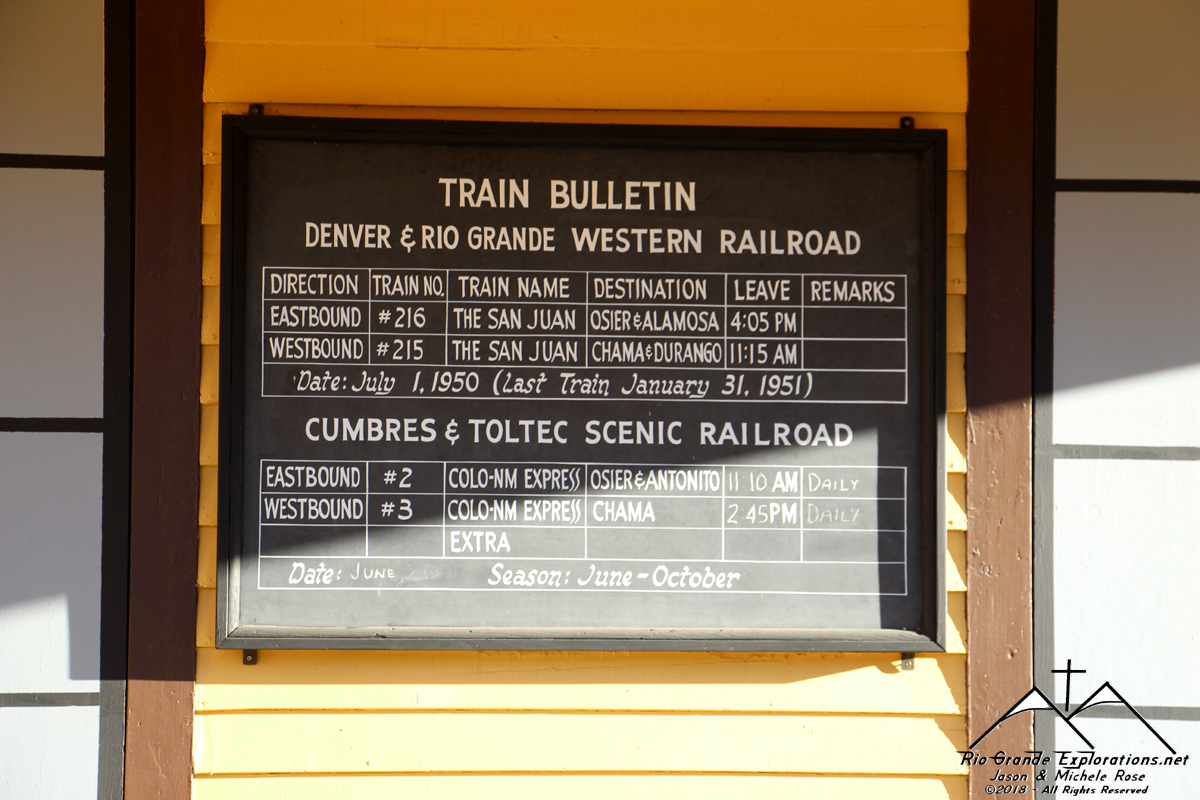 TRAIN BULLETIN
DENVER & RIO GRANDE WESTERN RAILROAD
DIRECTION TRAIN NO. TRAIN NAME DESTINATION LEAVE REMARKS
EASTBOUND #216 THE SAN JUAN OSIER & ALAMOSA 4:05 PM
WESTBOUND #215 THE SAN JUAN CHAMA & DURANGO 11:15 AM
Date: July 1, 1950 (Last Train January 31, 1951)
CUMBRES & TOLTEC SCENIC RAILROAD
EASTBOUND #2 COLO-NM EXPRESS OSIER & ANTONITO 11 10 AM DAILY
WESTBOUND #3 COLO-NM EXPRESS CHAMA 2 45 PM DAILY
EXTRA
Date: JUNE, Season: June - October
Rio Grande Explorations.net
Jason & Michele Rose
©2018 - All Rights Reserved